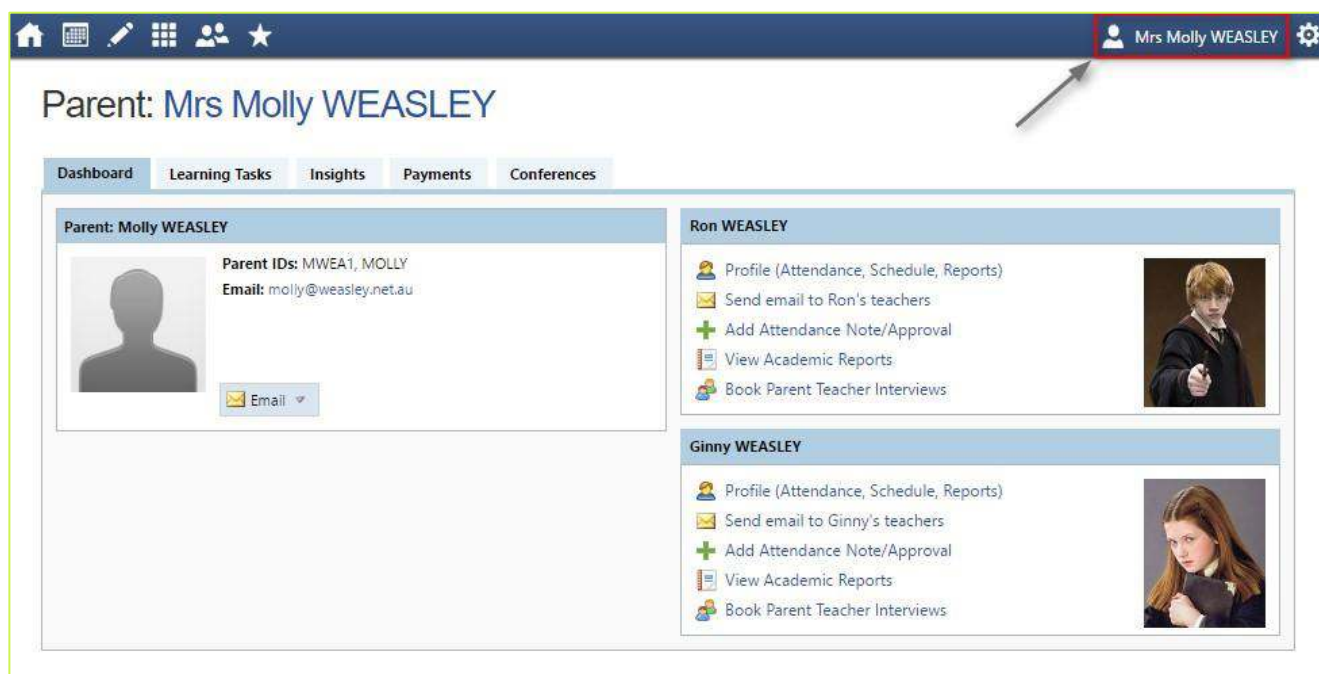 Mrs Molly WEASLEY
Parent: Mrs Molly WEASLEY
Dashboard Learning Tasks Insights Payments Conferences
Parent: Molly WEASLEY
Parent IDs: MWEA1, MOLLY
Email: molly@weasley.net.au
Email
Ron WEASLEY
Profile (Attendance, Schedule, Reports)
Send email to Ron's teachers
Add Attendance Note/Approval
View Academic Reports
Book Parent Teacher Interviews
Ginny WEASLEY
Profile (Attendance, Schedule, Reports)
Send email to Ginny's teachers
Add Attendance Note/Approval
View Academic Reports
Book Parent Teacher Interviews